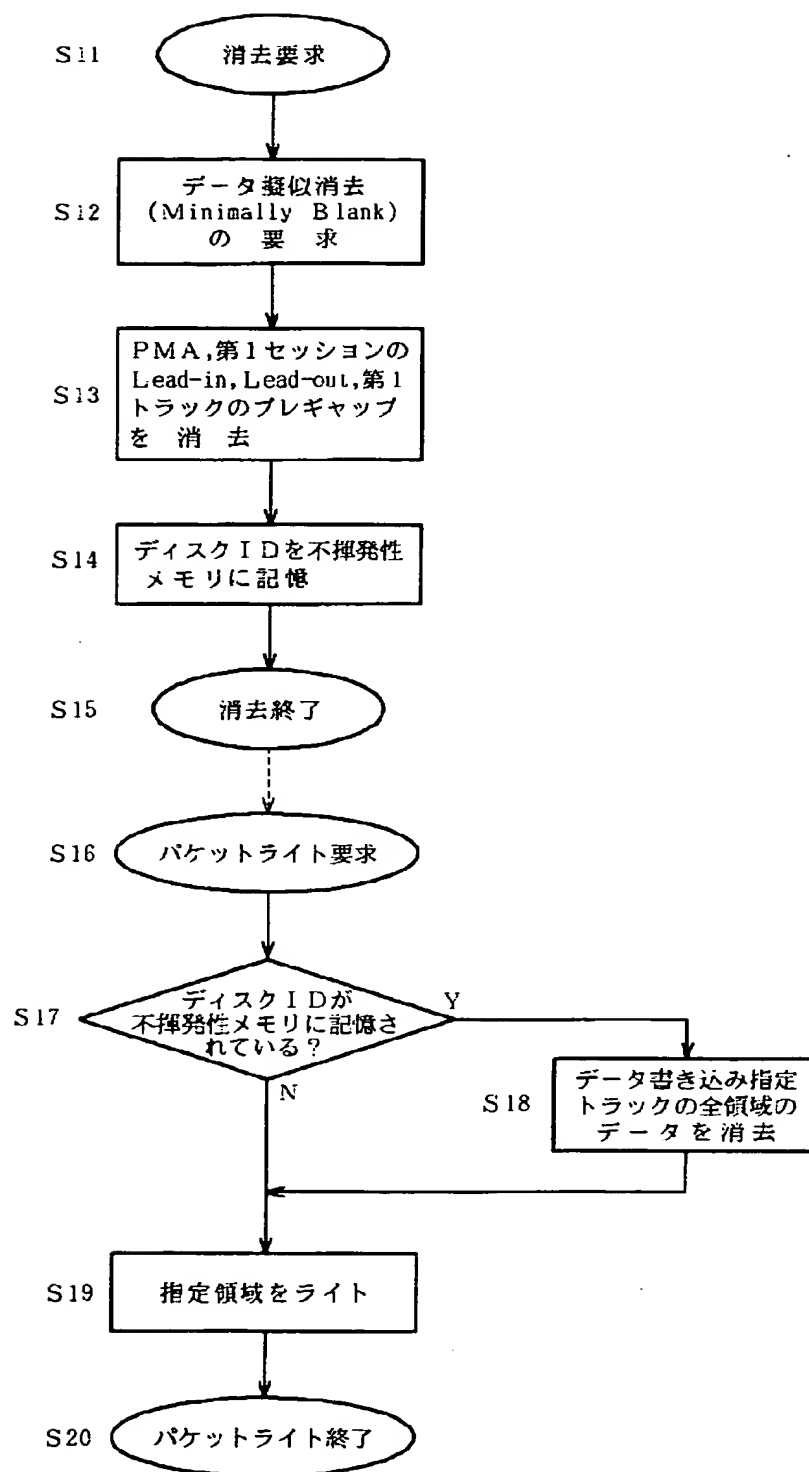 S11
消去要求
S12
データ擬似消去
(Minimally Blank)
の要求
S13
PMA,第1セッションの
Lead-in,Lead-out,第1
トラックのプレギャップ
を消去
S14
ディスクIDを不揮発性
メモリに記憶
S15
消去終了
S16
パケットライト要求
S17
ディスクIDが
不揮発性メモリに記憶さ
れている?
Y
N
S18
データ書き込み指定
トラックの全領域の
データを消去
S19
指定領域をライト
S20
パケットライト終了